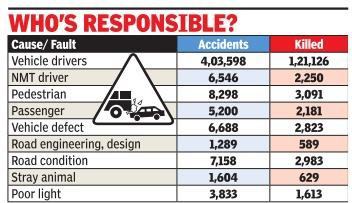 WHO'S RESPONSIBLE?
Cause/ Fault Accidents Killed
Vehicle drivers 4,03,598 1,21,126
NMT driver 6,546 2,250
Pedestrian 8,298 3,091
Passenger 5,200 2,181
Vehicle defect 6,688 2,823
Road engineering, design 1,289 589
Road condition 7,158 2,983
Stray animal 1,604 629
Poor light 3,833 1,613